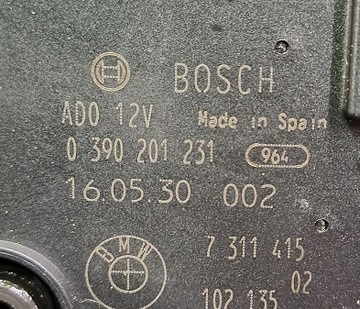 BOSCH
ADO 12V Made in Spain
0 390 201 231 964
16.05.30 002
BMW
7 311 415
02
102 135